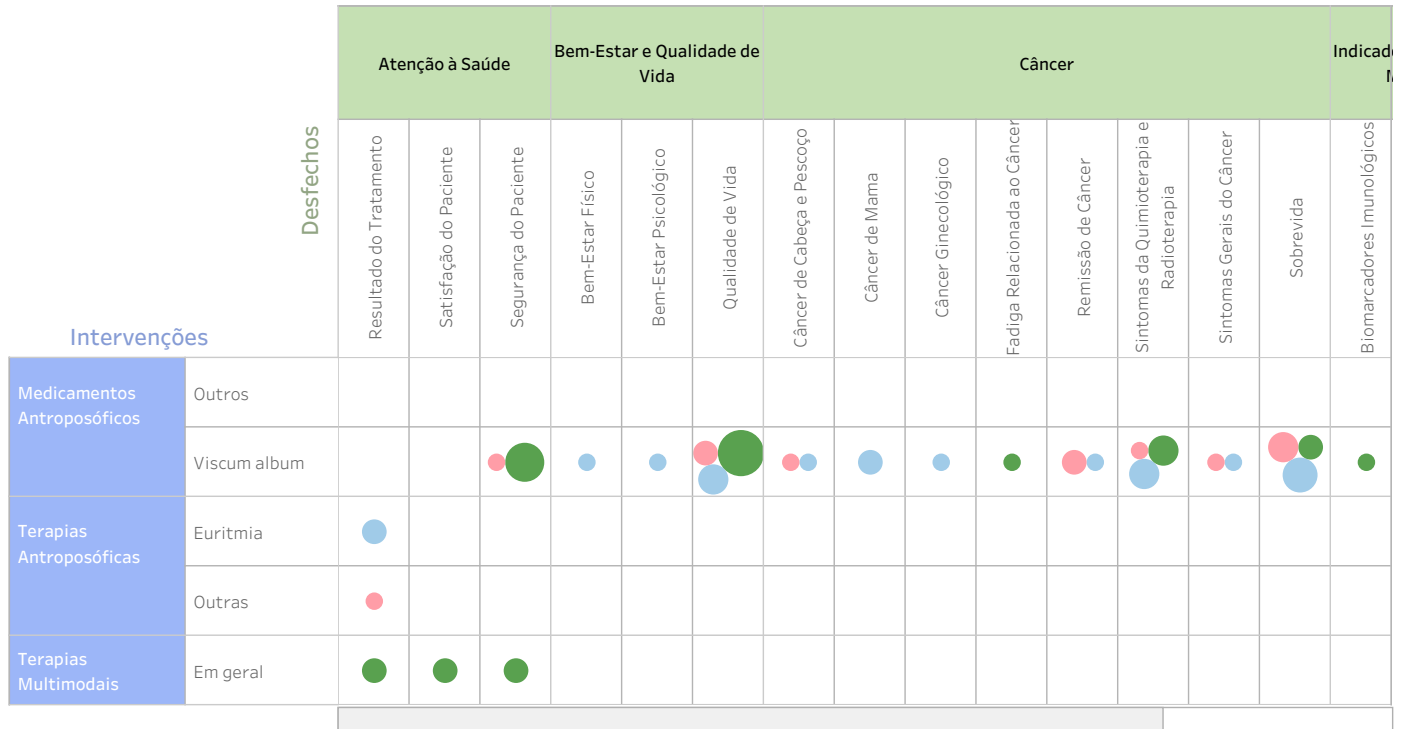 Atenção à Saúde
Bem-Estar e Qualidade de
Vida
Câncer
Desfechos
Intervenções
Resultado do Tratamento
Satisfação do Paciente
Segurança do Paciente
Bem-Estar Físico
Bem-Estar Psicológico
Qualidade de Vida
Câncer de Cabeça e Pescoço
Câncer de Mama
Câncer Ginecológico
Fadiga Relacionada ao Câncer
Remissão de Câncer
Sintomas da Quimioterapia e
Radioterapia
Sintomas Gerais do Câncer
Sobrevida
Biomarcadores Imunológicos
Medicamentos
Antroposóficos
Outros
Viscum album
Terapias
Antroposóficas
Euritmia
Outras
Terapias
Multimodais
Em geral